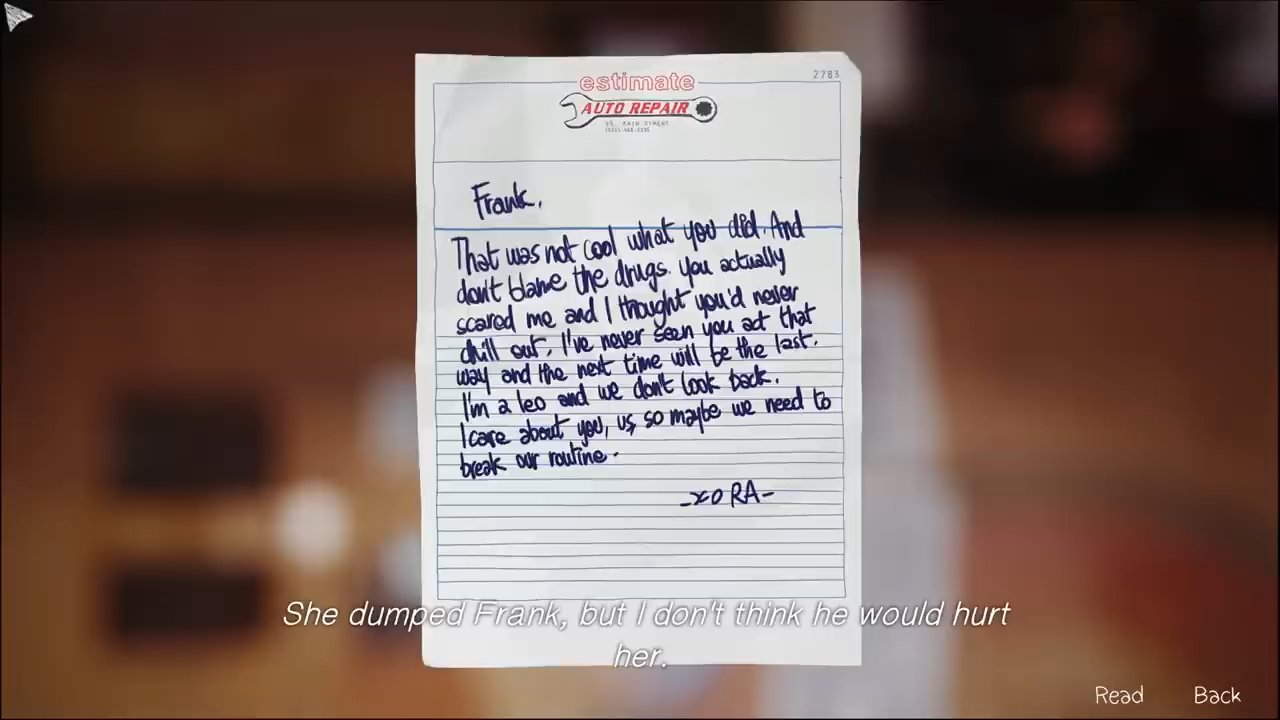 estimate
2783
AUTO REPAIR
Frank,
That was not cool what you did. And
don't blame the drugs. You actually
scared me and I thought you'd never
chill out. I've never seen you act that
way and the next time will be the last.
I'm a leo and we don't look back.
I care about you, us, so maybe we need to
break our routine.
-xo RA-
She dumped Frank, but I don't think he would hurt
her.
Read Back